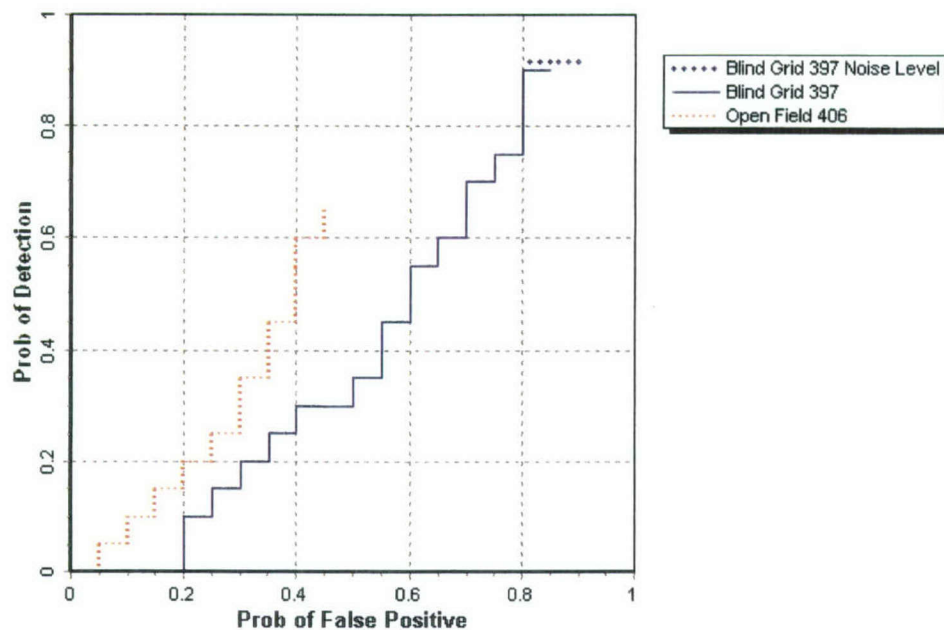 1
0.8
0.6
0.4
0.2
0
Prob of Detection
0
0.2
0.4
0.6
0.8
1
Prob of False Positive
Blind Grid 397 Noise Level
Blind Grid 397
Open Field 406